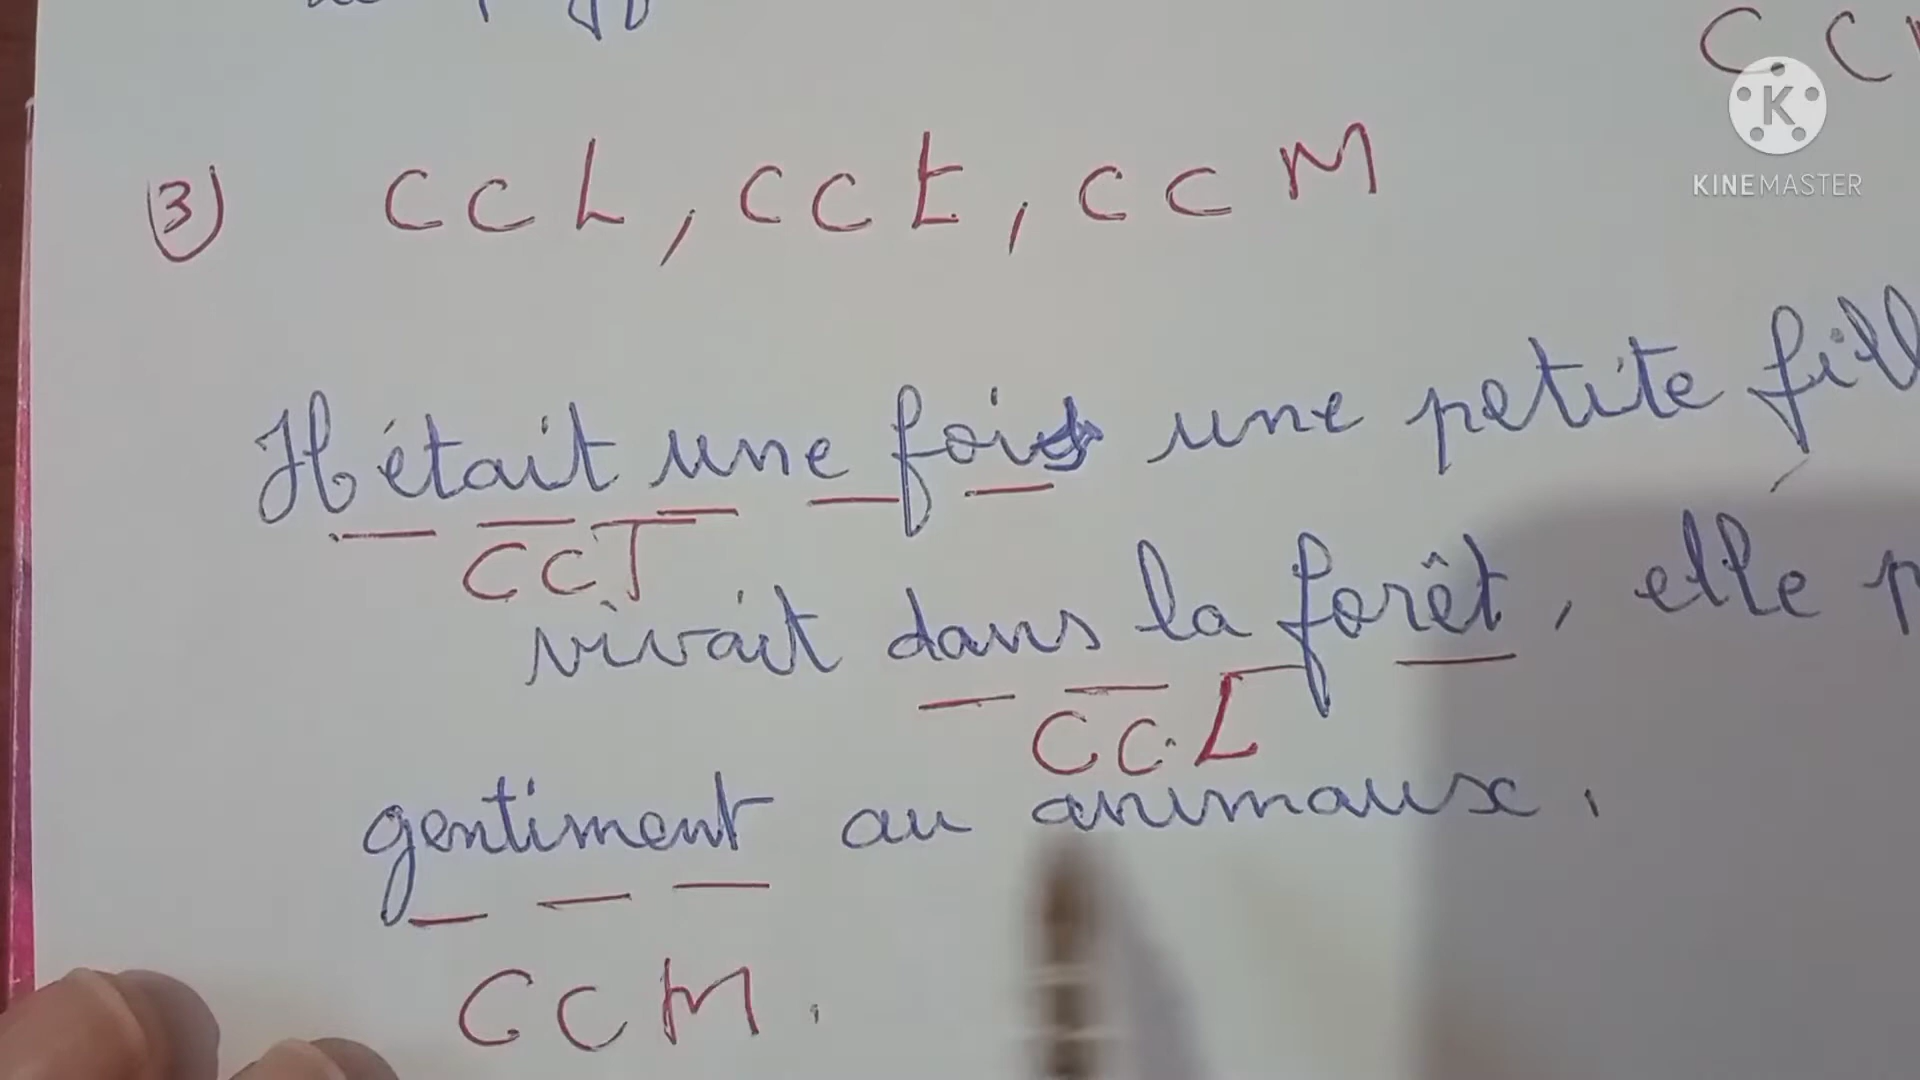 CC
KINEMASTER
③ CCL, CCt, CCM
Il était une fois une petite fill
CCT
vivait dans la forêt, elle p
CCL
gentiment au animaux.
CCM.